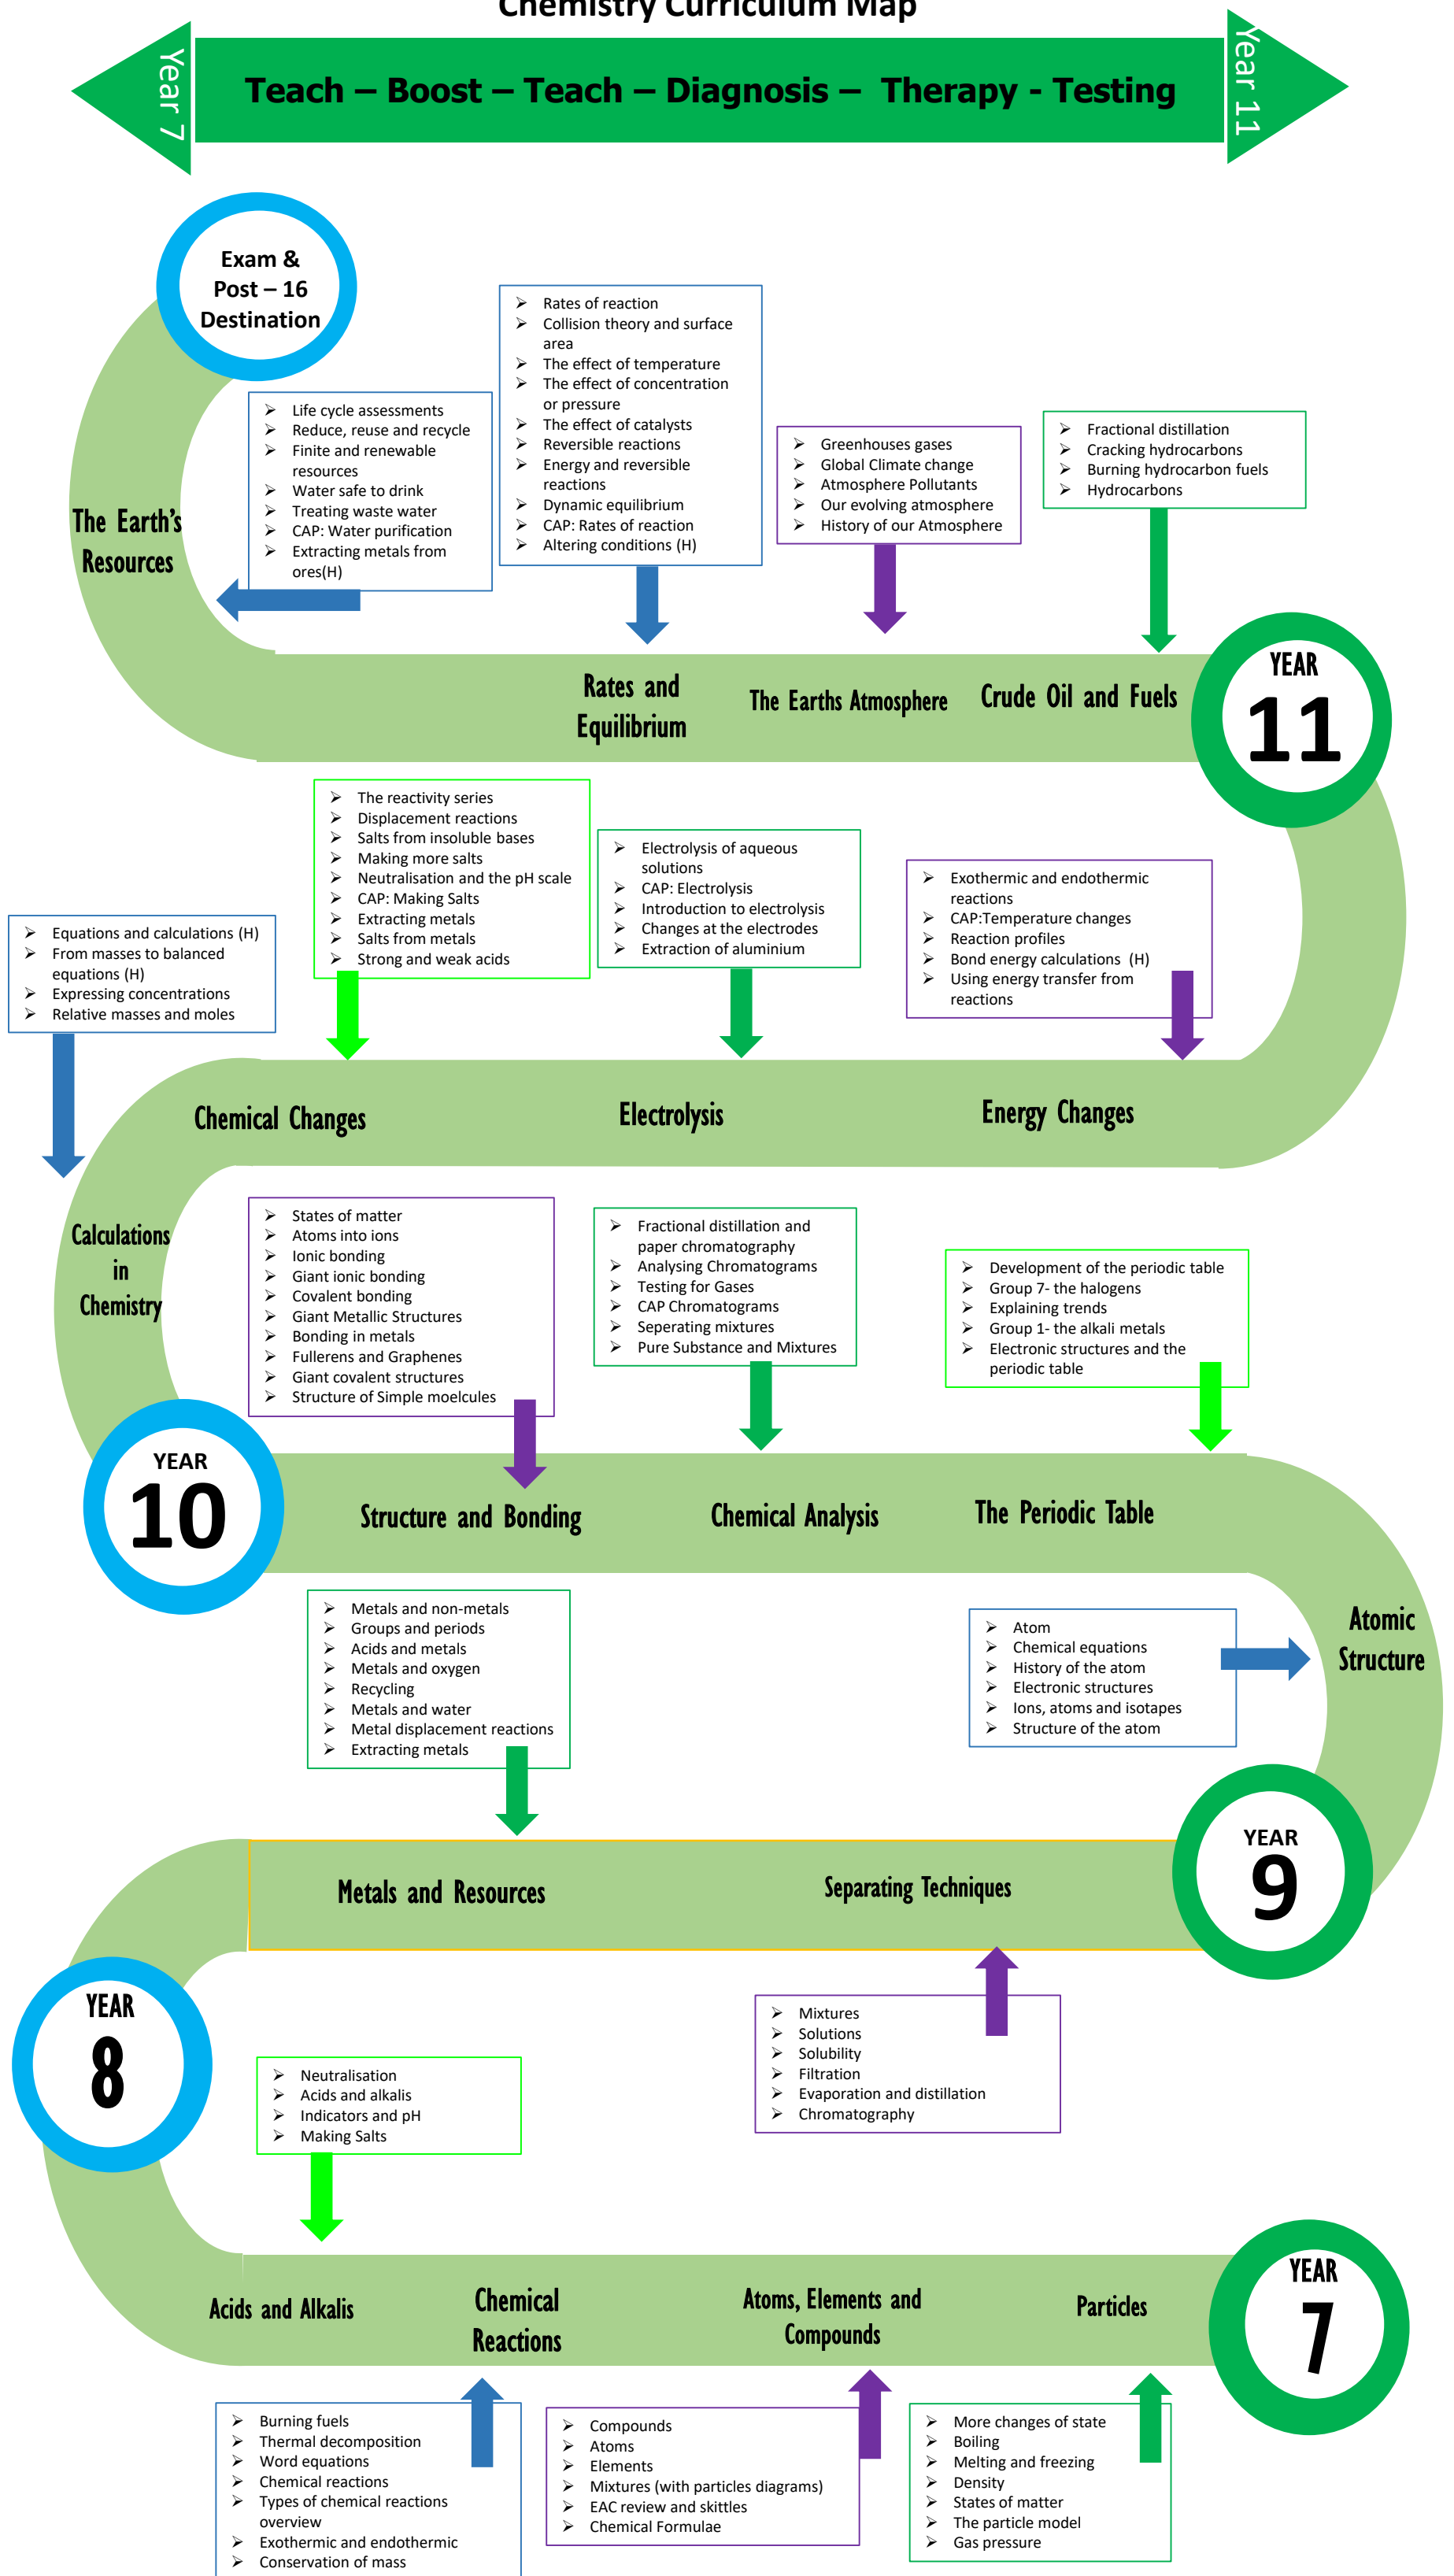 Chemistry Curriculum Map
Year 7
Teach – Boost – Teach – Diagnosis – Therapy - Testing
Year 11
Exam &
Post – 16
Destination
Life cycle assessments
Reduce, reuse and recycle
Finite and renewable
resources
Water safe to drink
Treating waste water
CAP: Water purification
Extracting metals from
ores(H)
Rates of reaction
Collision theory and surface
area
The effect of temperature
The effect of concentration
or pressure
The effect of catalysts
Reversible reactions
Energy and reversible
reactions
Dynamic equilibrium
CAP: Rates of reaction
Altering conditions (H)
Greenhouses gases
Global Climate change
Atmosphere Pollutants
Our evolving atmosphere
History of our Atmosphere
Fractional distillation
Cracking hydrocarbons
Burning hydrocarbon fuels
Hydrocarbons
The Earth's
Resources
Rates and
Equilibrium
The Earths Atmosphere
Crude Oil and Fuels
YEAR
11
Equations and calculations (H)
From masses to balanced
equations (H)
Expressing concentrations
Relative masses and moles
The reactivity series
Displacement reactions
Salts from insoluble bases
Making more salts
Neutralisation and the pH scale
CAP: Making Salts
Extracting metals
Salts from metals
Strong and weak acids
Electrolysis of aqueous
solutions
CAP: Electrolysis
Introduction to electrolysis
Changes at the electrodes
Extraction of aluminium
Exothermic and endothermic
reactions
CAP:Temperature changes
Reaction profiles
Bond energy calculations (H)
Using energy transfer from
reactions
Chemical Changes
Electrolysis
Energy Changes
Calculations
in
Chemistry
States of matter
Atoms into ions
Ionic bonding
Giant ionic bonding
Covalent bonding
Giant Metallic Structures
Bonding in metals
Fullerens and Graphenes
Giant covalent structures
Structure of Simple moelcules
Fractional distillation and
paper chromatography
Analysing Chromatograms
Testing for Gases
CAP Chromatograms
Seperating mixtures
Pure Substance and Mixtures
Development of the periodic table
Group 7- the halogens
Explaining trends
Group 1- the alkali metals
Electronic structures and the
periodic table
YEAR
10
Structure and Bonding
Chemical Analysis
The Periodic Table
Metals and non-metals
Groups and periods
Acids and metals
Metals and oxygen
Recycling
Metals and water
Metal displacement reactions
Extracting metals
Atom
Chemical equations
History of the atom
Electronic structures
Ions, atoms and isotapes
Structure of the atom
Atomic
Structure
Metals and Resources
Separating Techniques
YEAR
9
YEAR
8
Mixtures
Solutions
Solubility
Filtration
Evaporation and distillation
Chromatography
Neutralisation
Acids and alkalis
Indicators and pH
Making Salts
Acids and Alkalis
Chemical
Reactions
Atoms, Elements and
Compounds
Particles
YEAR
7
Burning fuels
Thermal decomposition
Word equations
Chemical reactions
Types of chemical reactions
overview
Exothermic and endothermic
Conservation of mass
Compounds
Atoms
Elements
Mixtures (with particles diagrams)
EAC review and skittles
Chemical Formulae
More changes of state
Boiling
Melting and freezing
Density
States of matter
The particle model
Gas pressure